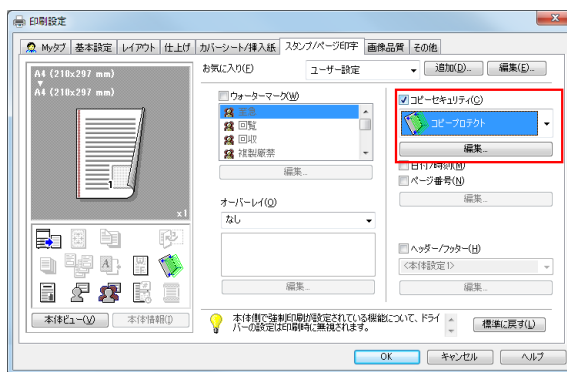 印刷設定
Myタブ 基本設定 レイアウト 仕上げ カバーシート/挿入紙 スタンプ/ページ印字 画像品質 その他
A4 (210x297 mm)
A4 (210x297 mm)
1
x1
本体ビュー(V) 本体情報(I)
お気に入り(F) ユーザー設定 追加(D)... 編集(E)...
ウォーターマーク(W)
至急
回覧
回収
複製厳禁
編集...
オーバーレイ(O)
なし
編集...
コピーセキュリティ(C)
コピープロテクト
編集...
日付/時刻(M)
ページ番号(N)
編集...
ヘッダー/フッター(H)
<本体設定1>
編集...
本体側で強制印刷が設定されている機能について、ドライ
バーの設定は印刷時に無視されます。
標準に戻す(L)
OK キャンセル ヘルプ